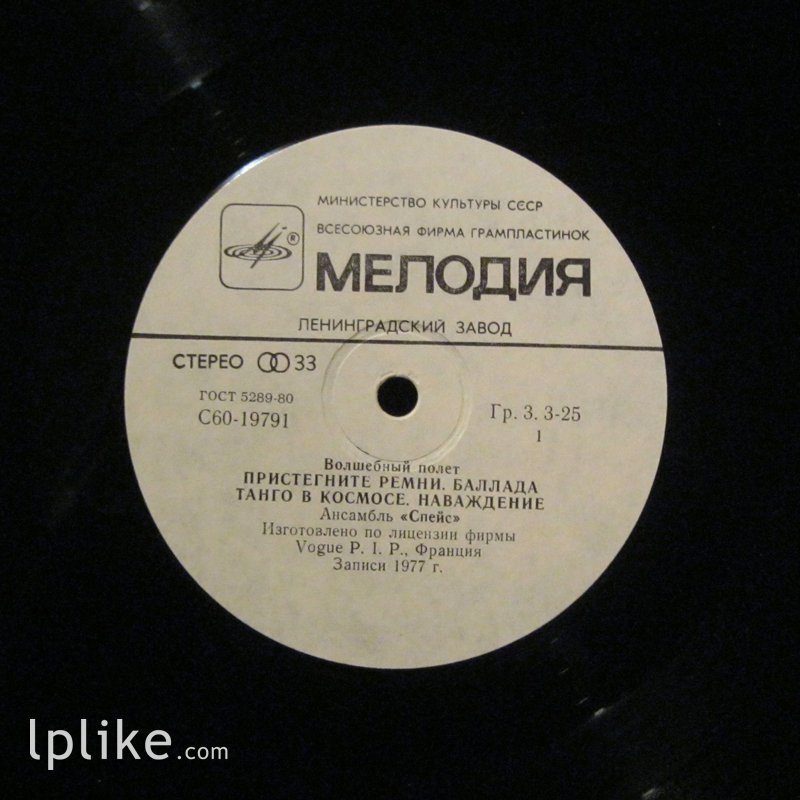 МИНИСТЕРСТВО КУЛЬТУРЫ СССР
ВСЕСОЮЗНАЯ ФИРМА ГРАМПЛАСТИНОК
®
МЕЛОДИЯ
ЛЕНИНГРАДСКИЙ ЗАВОД
СТЕРЕО 33
ГОСТ 5289-80
С60-19791
Гр. 3. 3-25
1
Волшебный полет
ПРИСТЕГНИТЕ РЕМНИ. БАЛЛАДА
ТАНГО В КОСМОСЕ. НАВАЖДЕНИЕ
Ансамбль «Спейс»
Изготовлено по лицензии фирмы
Vogue P. I. P., Франция
Записи 1977 г.
lplike.com